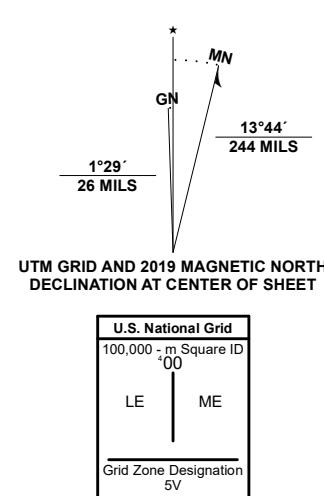 ★
MN
GN
13°44´
244 MILS
1°29´
26 MILS
UTM GRID AND 2019 MAGNETIC NORTH
DECLINATION AT CENTER OF SHEET
U.S. National Grid
100,000 - m Square ID
⁴00
LE ME
Grid Zone Designation
5V